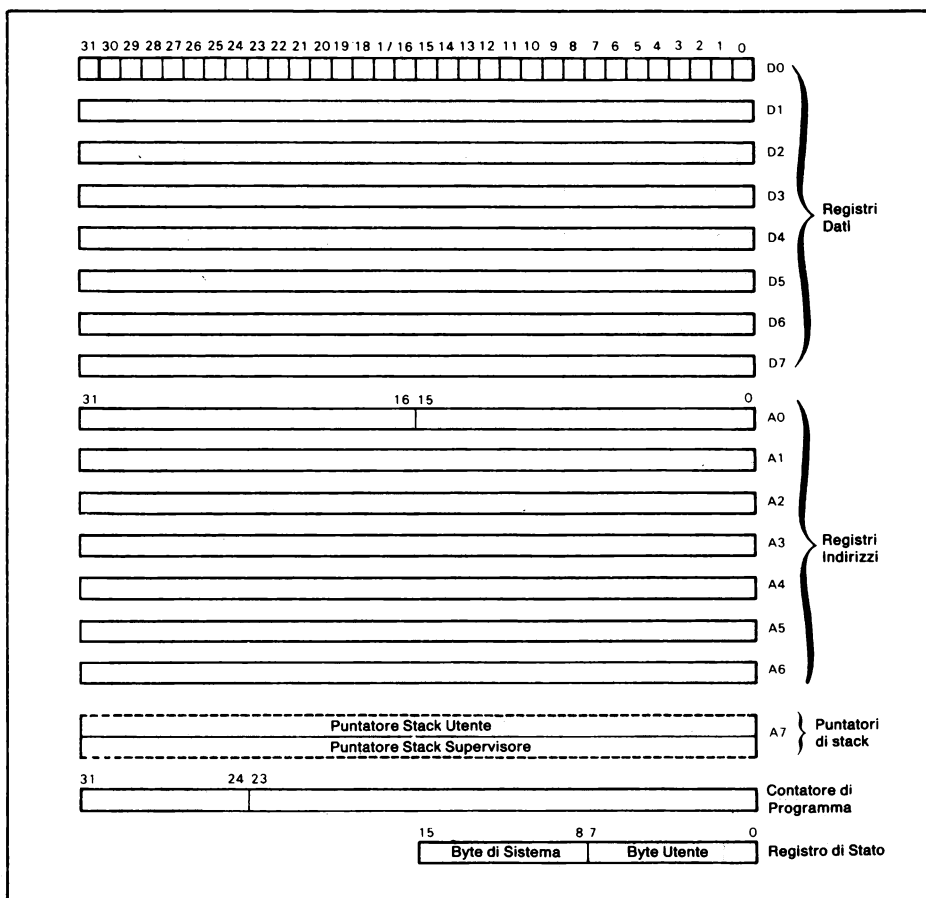 31 30 29 28 27 26 25 24 23 22 21 20 19 18 1/ 16 15 14 13 12 11 10 9 8 7 6 5 4 3 2 1 0
D0
D1
D2
D3
Registri
Dati
D4
D5
D6
D7
31 16 15 0
A0
A1
A2
A3
Registri
Indirizzi
A4
A5
A6
Puntatore Stack Utente
Puntatore Stack Supervisore
A7
Puntatori
di stack
31 24 23
Contatore di
Programma
15 8 7 0
Byte di Sistema Byte Utente Registro di Stato